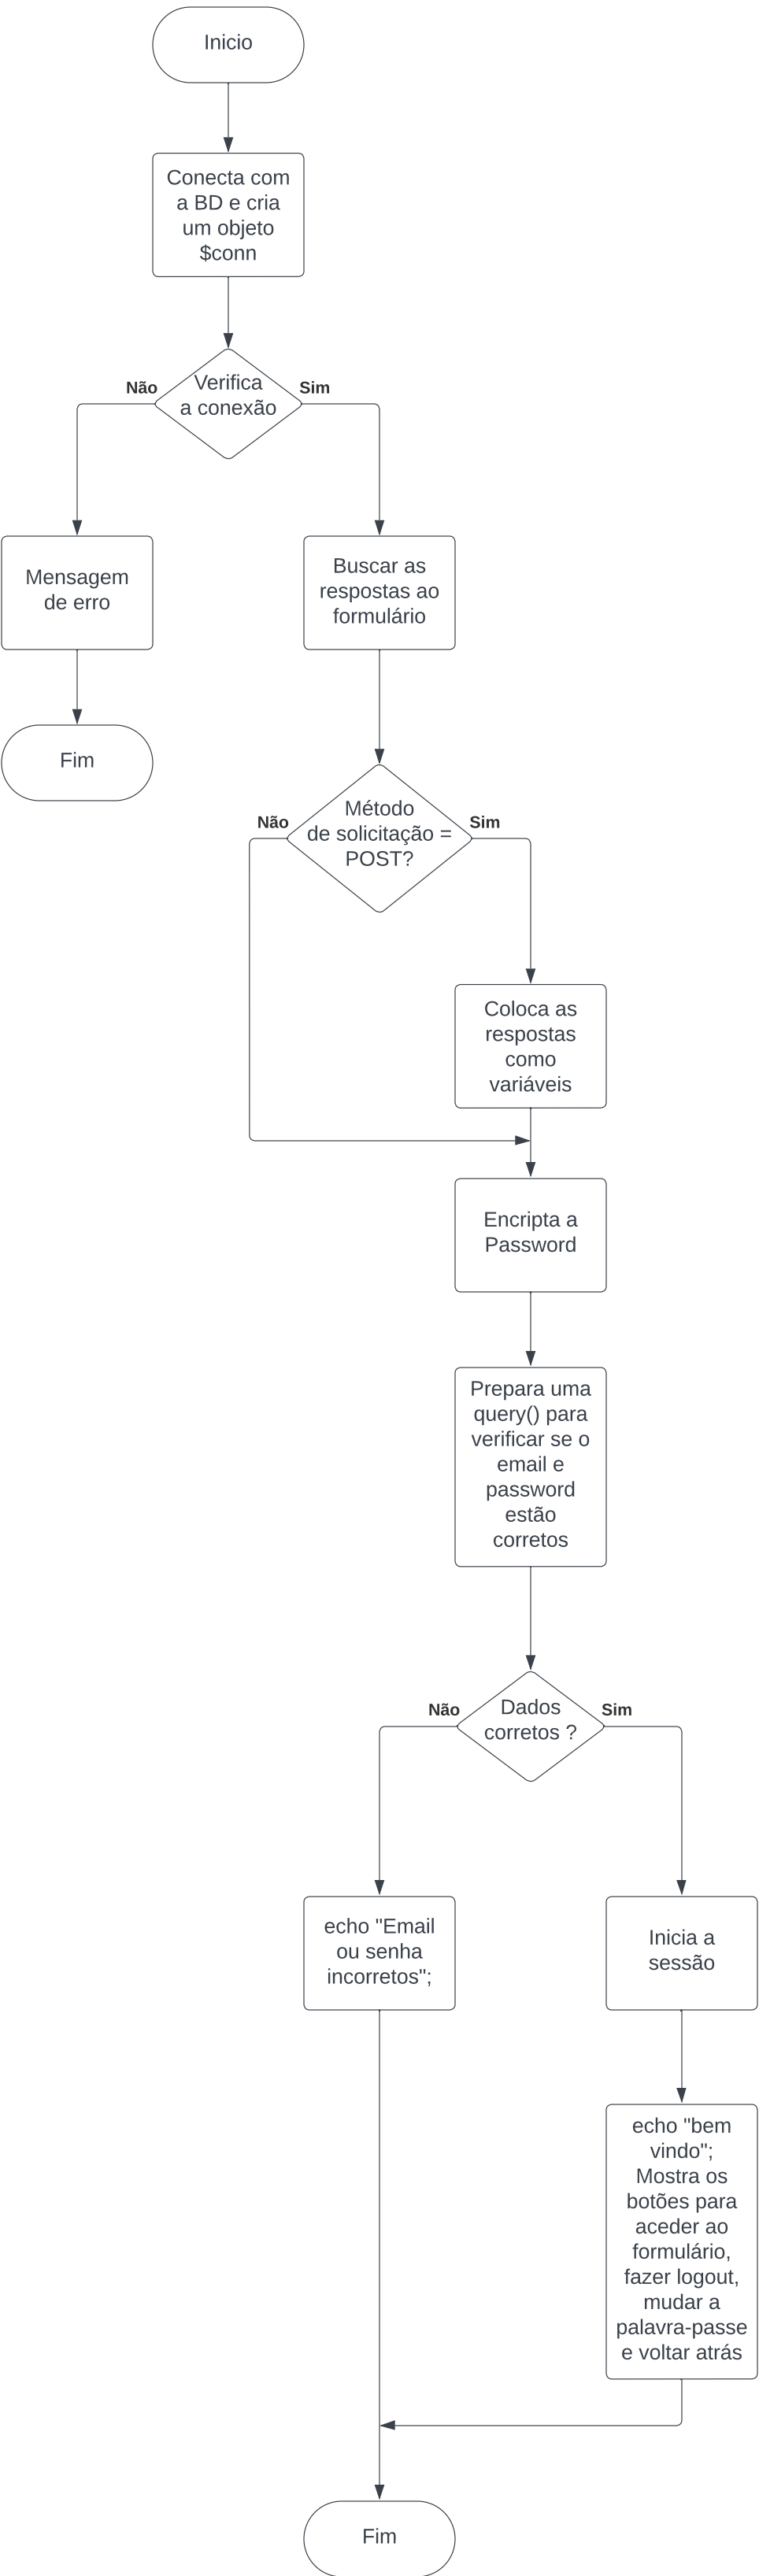 Inicio
Conecta com
a BD e cria
um objeto
$conn
Não
Verifica
a conexão
Sim
Mensagem
de erro
Buscar as
respostas ao
formulário
Fim
Não
Método
de solicitação =
POST?
Sim
Coloca as
respostas
como
variáveis
Encripta a
Password
Prepara uma
query() para
verificar se o
email e
password
estão
corretos
Não
Dados
corretos ?
Sim
echo "Email
ou senha
incorretos";
Inicia a
sessão
echo "bem
vindo";
Mostra os
botões para
aceder ao
formulário,
fazer logout,
mudar a
palavra-passe
e voltar atrás
Fim